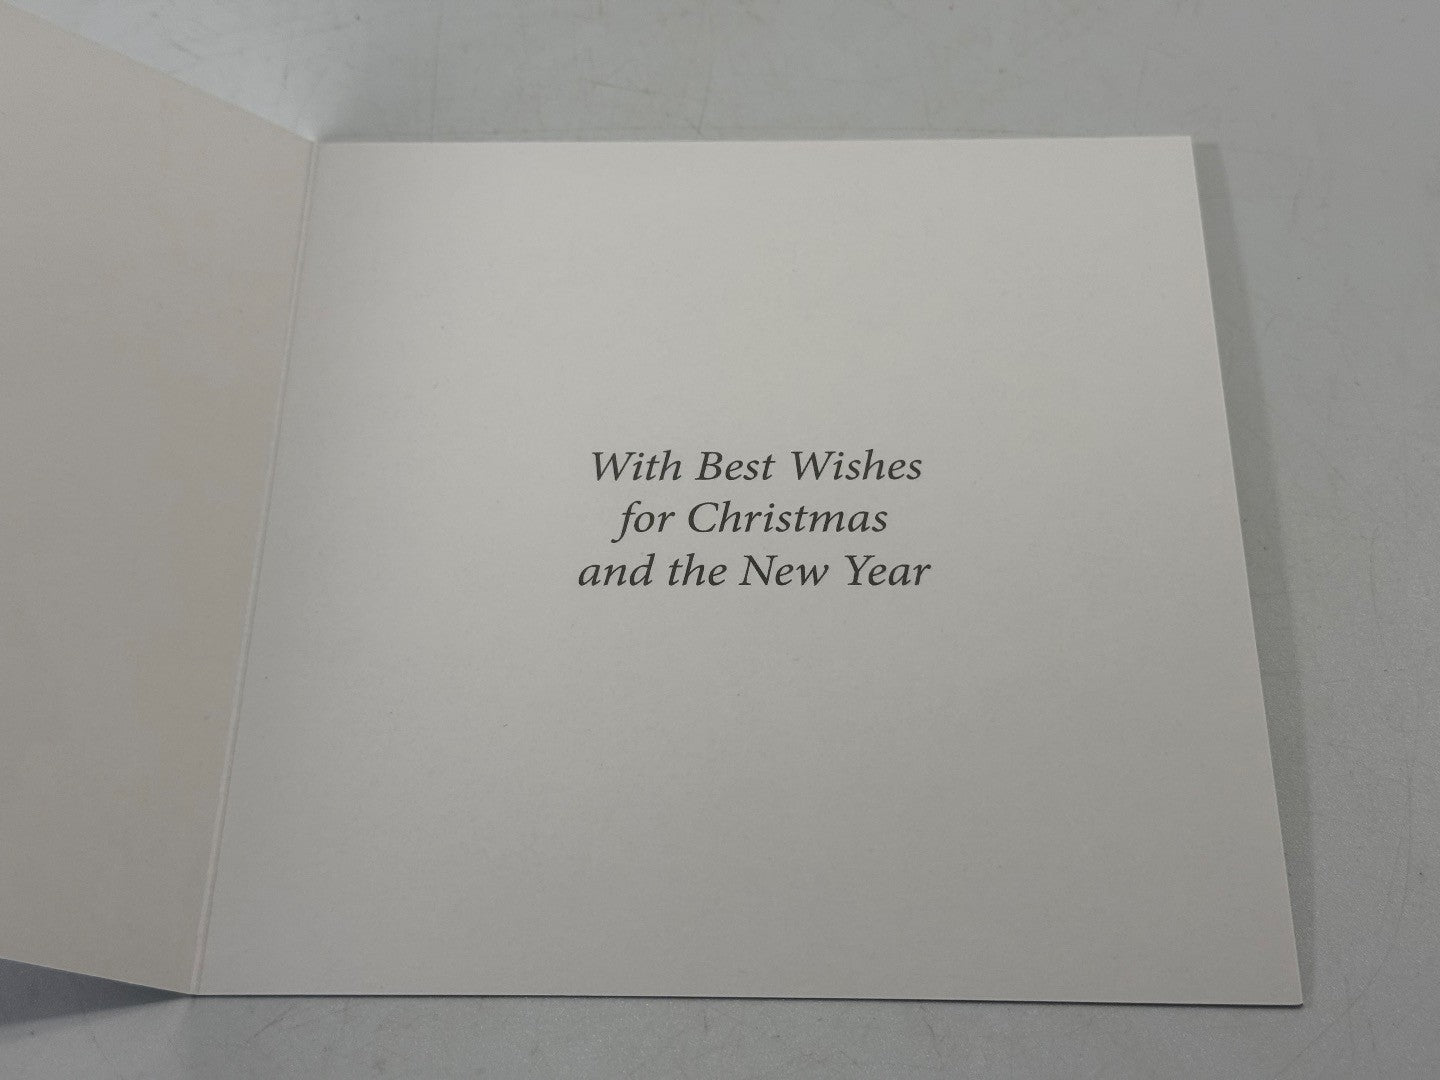 With Best Wishes
for Christmas
and the New Year